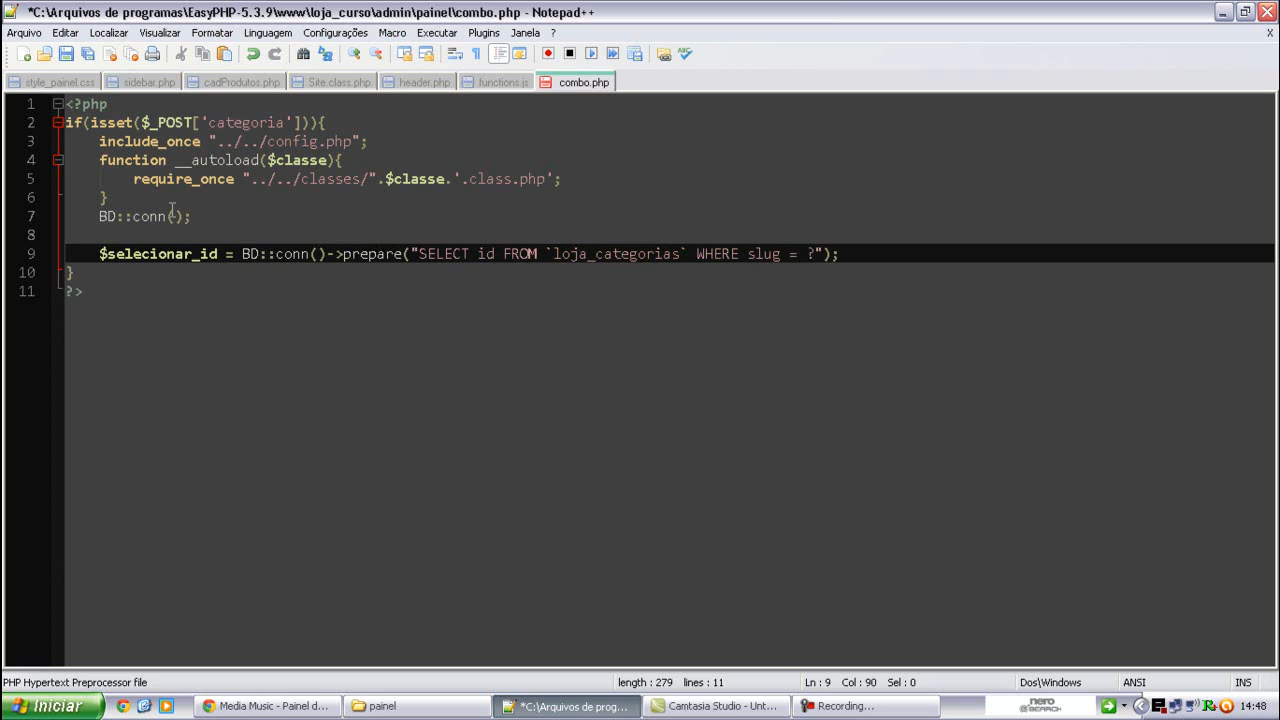 *C:\Arquivos de programas\EasyPHP-5.3.9\www\loja_curso\admin\painel\combo.php - Notepad++
Arquivo Editar Localizar Visualizar Formatar Linguagem Configurações Macro Executar Plugins Janela ? X
style_painel.css sidebar.php cadProdutos.php Site.class.php header.php functions.js combo.php
1 <?php
2 if(isset($_POST['categoria'])){
3 include_once "../../config.php";
4 function __autoload($classe){
5 require_once "../../classes/".$classe.'.class.php';
6 }
7 BD::conn();
8
9 $selecionar_id = BD::conn()->prepare("SELECT id FROM `loja_categorias` WHERE slug = ?");
10 }
11 ?>
PHP Hypertext Preprocessor file length : 279 lines : 11 Ln : 9 Col : 90 Sel : 0 Dos\Windows ANSI INS
Iniciar Media Music - Painel d... painel *C:\Arquivos de prog... Camtasia Studio - Unt... Recording... nero SEARCH 14:48